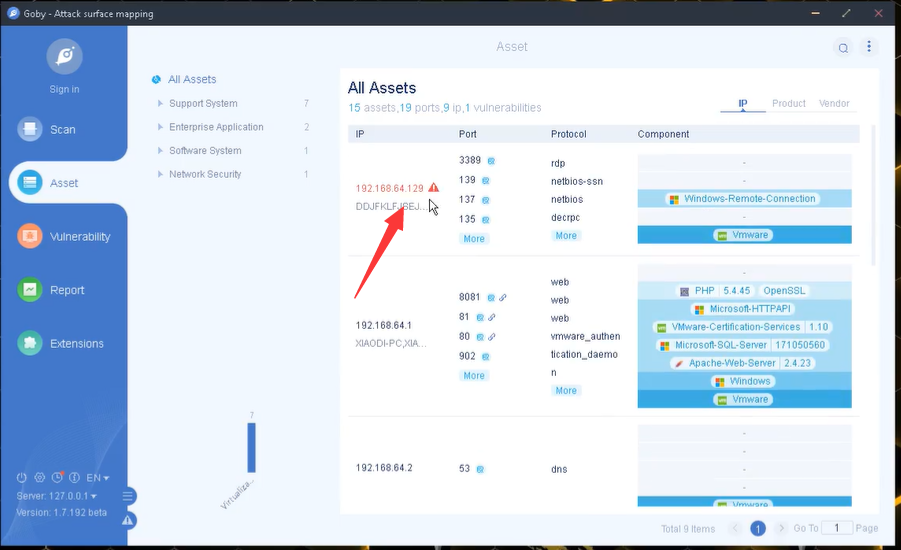 Goby - Attack surface mapping
Sign in
Scan
Asset
Vulnerability
Report
Extensions
EN
Server: 127.0.0.1
Version: 1.7.192 beta
Asset
All Assets
Support System 7
Enterprise Application 2
Software System 1
Network Security 1
7
Virtualiza...
All Assets
15 assets,19 ports,9 ip,1 vulnerabilities
IP Product Vendor
IP Port Protocol Component
192.168.64.129
DDJFKLFJSEJ...
3389
139
137
135
More
rdp
netbios-ssn
netbios
decrpc
More
-
-
Windows-Remote-Connection
-
Vmware
192.168.64.1
XIAODI-PC,XIA...
8081
81
80
902
More
web
web
web
vmware_authen
tication_daemo
n
More
-
PHP 5.4.45 OpenSSL
Microsoft-HTTPAPI
VMware-Certification-Services 1.10
Microsoft-SQL-Server 171050560
Apache-Web-Server 2.4.23
Windows
Vmware
192.168.64.2
53
dns
-
-
-
-
Vmware
Total 9 Items 1 Go To 1 Page